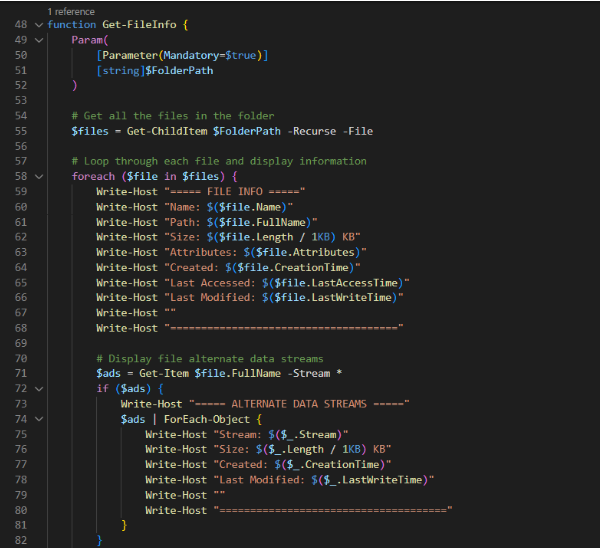 1 reference
48 function Get-FileInfo {
49 Param(
50 [Parameter(Mandatory=$true)]
51 [string]$FolderPath
52 )
53
54 # Get all the files in the folder
55 $files = Get-ChildItem $FolderPath -Recurse -File
56
57 # Loop through each file and display information
58 foreach ($file in $files) {
59 Write-Host "===== FILE INFO ====="
60 Write-Host "Name: $($file.Name)"
61 Write-Host "Path: $($file.FullName)"
62 Write-Host "Size: $($file.Length / 1KB) KB"
63 Write-Host "Attributes: $($file.Attributes)"
64 Write-Host "Created: $($file.CreationTime)"
65 Write-Host "Last Accessed: $($file.LastAccessTime)"
66 Write-Host "Last Modified: $($file.LastWriteTime)"
67 Write-Host ""
68 Write-Host "====================================="
69
70 # Display file alternate data streams
71 $ads = Get-Item $file.FullName -Stream *
72 if ($ads) {
73 Write-Host "===== ALTERNATE DATA STREAMS ====="
74 $ads | ForEach-Object {
75 Write-Host "Stream: $($_.Stream)"
76 Write-Host "Size: $($_.Length / 1KB) KB"
77 Write-Host "Created: $($_.CreationTime)"
78 Write-Host "Last Modified: $($_.LastWriteTime)"
79 Write-Host ""
80 Write-Host "====================================="
81 }
82 }